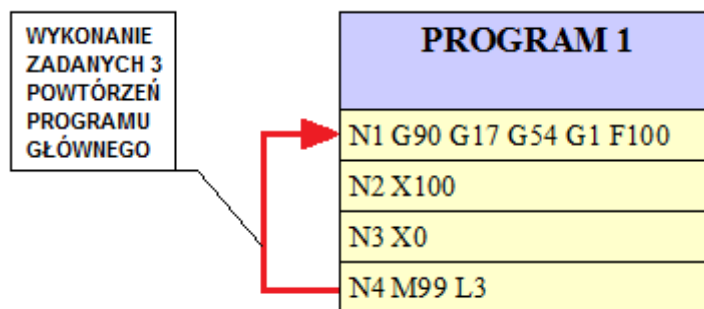 WYKONANIE
ZADANYCH 3
POWTÓRZEŃ
PROGRAMU
GŁÓWNEGO
PROGRAM 1
N1 G90 G17 G54 G1 F100
N2 X100
N3 X0
N4 M99 L3